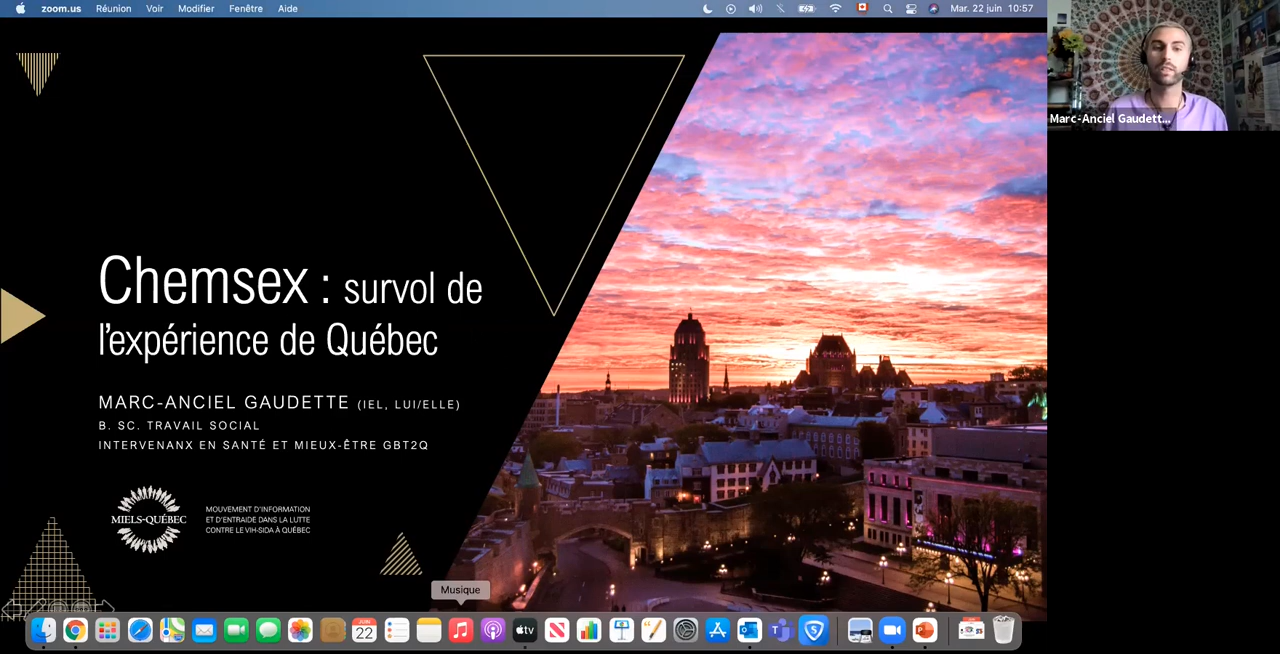 zoom.us Réunion Voir Modifier Fenêtre Aide Mar. 22 juin 10:57
Marc-Anciel Gaudett...
Chemsex : survol de
l'expérience de Québec
MARC-ANCIEL GAUDETTE (IEL, LUI/ELLE)
B. SC. TRAVAIL SOCIAL
INTERVENANX EN SANTÉ ET MIEUX-ÊTRE GBT2Q
MIELS-QUÉBEC
MOUVEMENT D'INFORMATION
ET D'ENTRAIDE DANS LA LUTTE
CONTRE LE VIH-SIDA À QUÉBEC
Musique
JUIN
22
tv